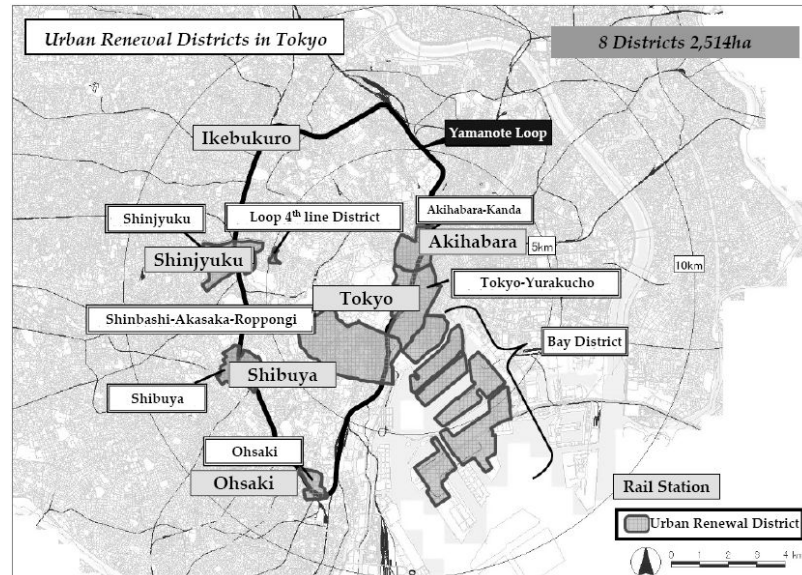 Urban Renewal Districts in Tokyo
8 Districts 2,514ha
Ikebukuro
Yamanote Loop
Shinjyuku
Loop 4th line District
Akihabara-Kanda
Akihabara
5km
10km
Shinjyuku
Tokyo
Tokyo-Yurakucho
Shinbashi-Akasaka-Roppongi
Bay District
Shibuya
Shibuya
Ohsaki
Ohsaki
Rail Station
Urban Renewal District
0 1 2 3 4 km